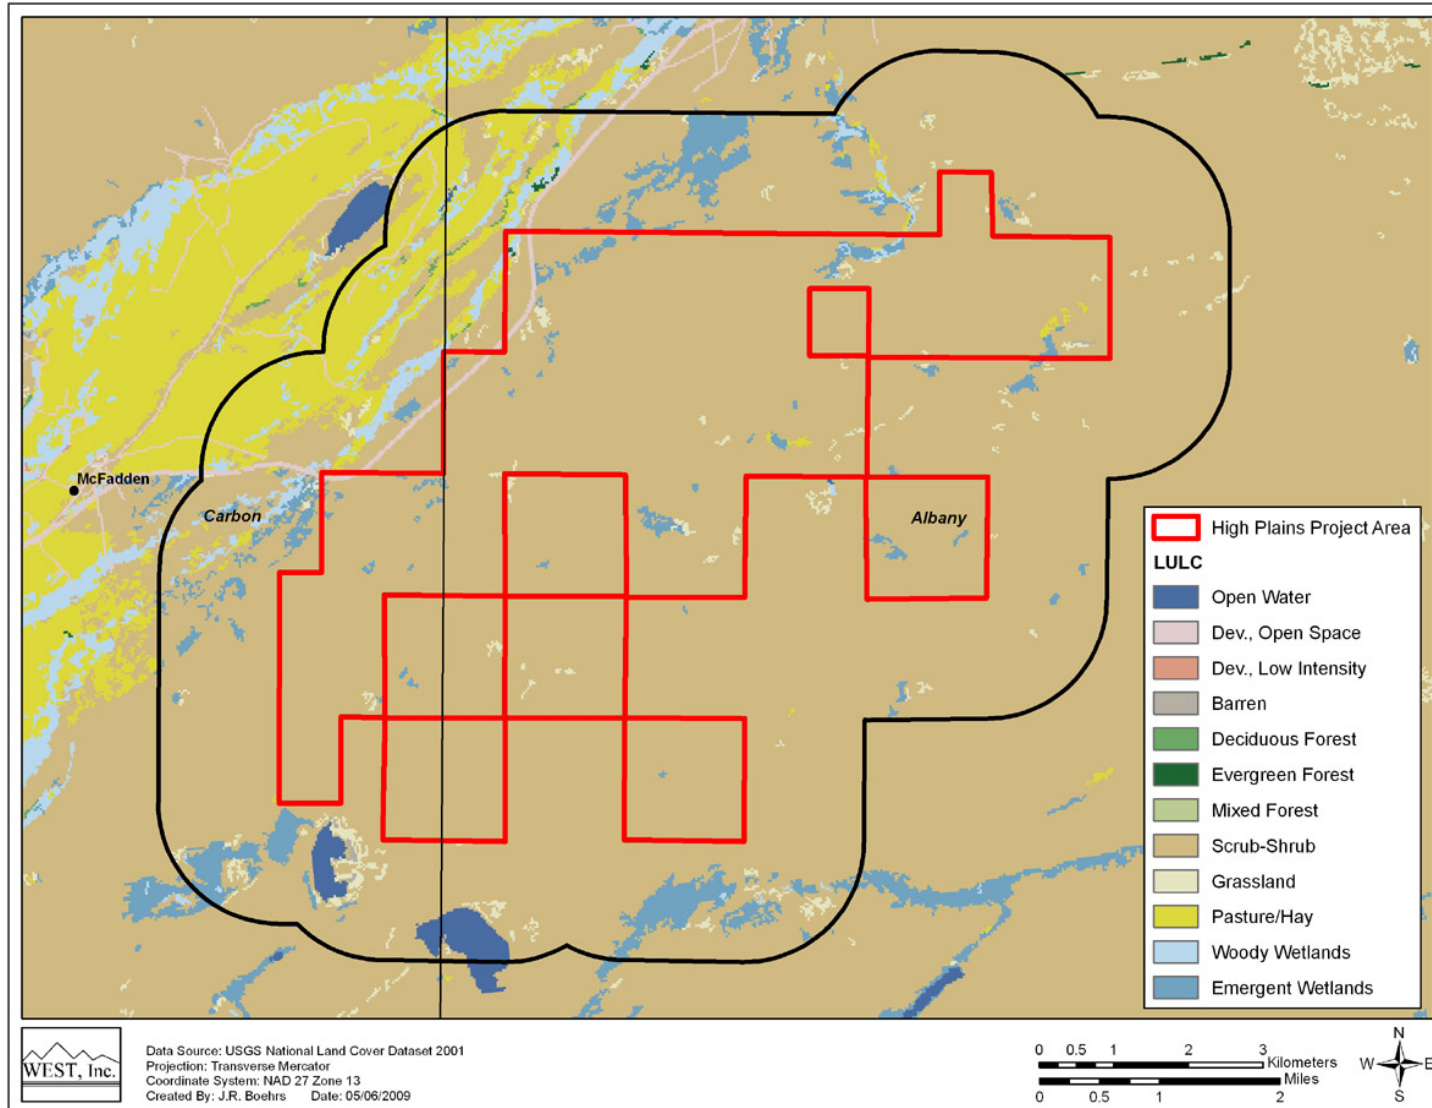 McFadden
Carbon
Albany
High Plains Project Area
LULC
Open Water
Dev., Open Space
Dev., Low Intensity
Barren
Deciduous Forest
Evergreen Forest
Mixed Forest
Scrub-Shrub
Grassland
Pasture/Hay
Woody Wetlands
Emergent Wetlands
WEST, Inc.
Data Source: USGS National Land Cover Dataset 2001
Projection: Transverse Mercator
Coordinate System: NAD 27 Zone 13
Created By: J.R. Boehrs Date: 05/06/2009
0 0.5 1 2 3
Kilometers
Miles
0 0.5 1 2
N
W E
S